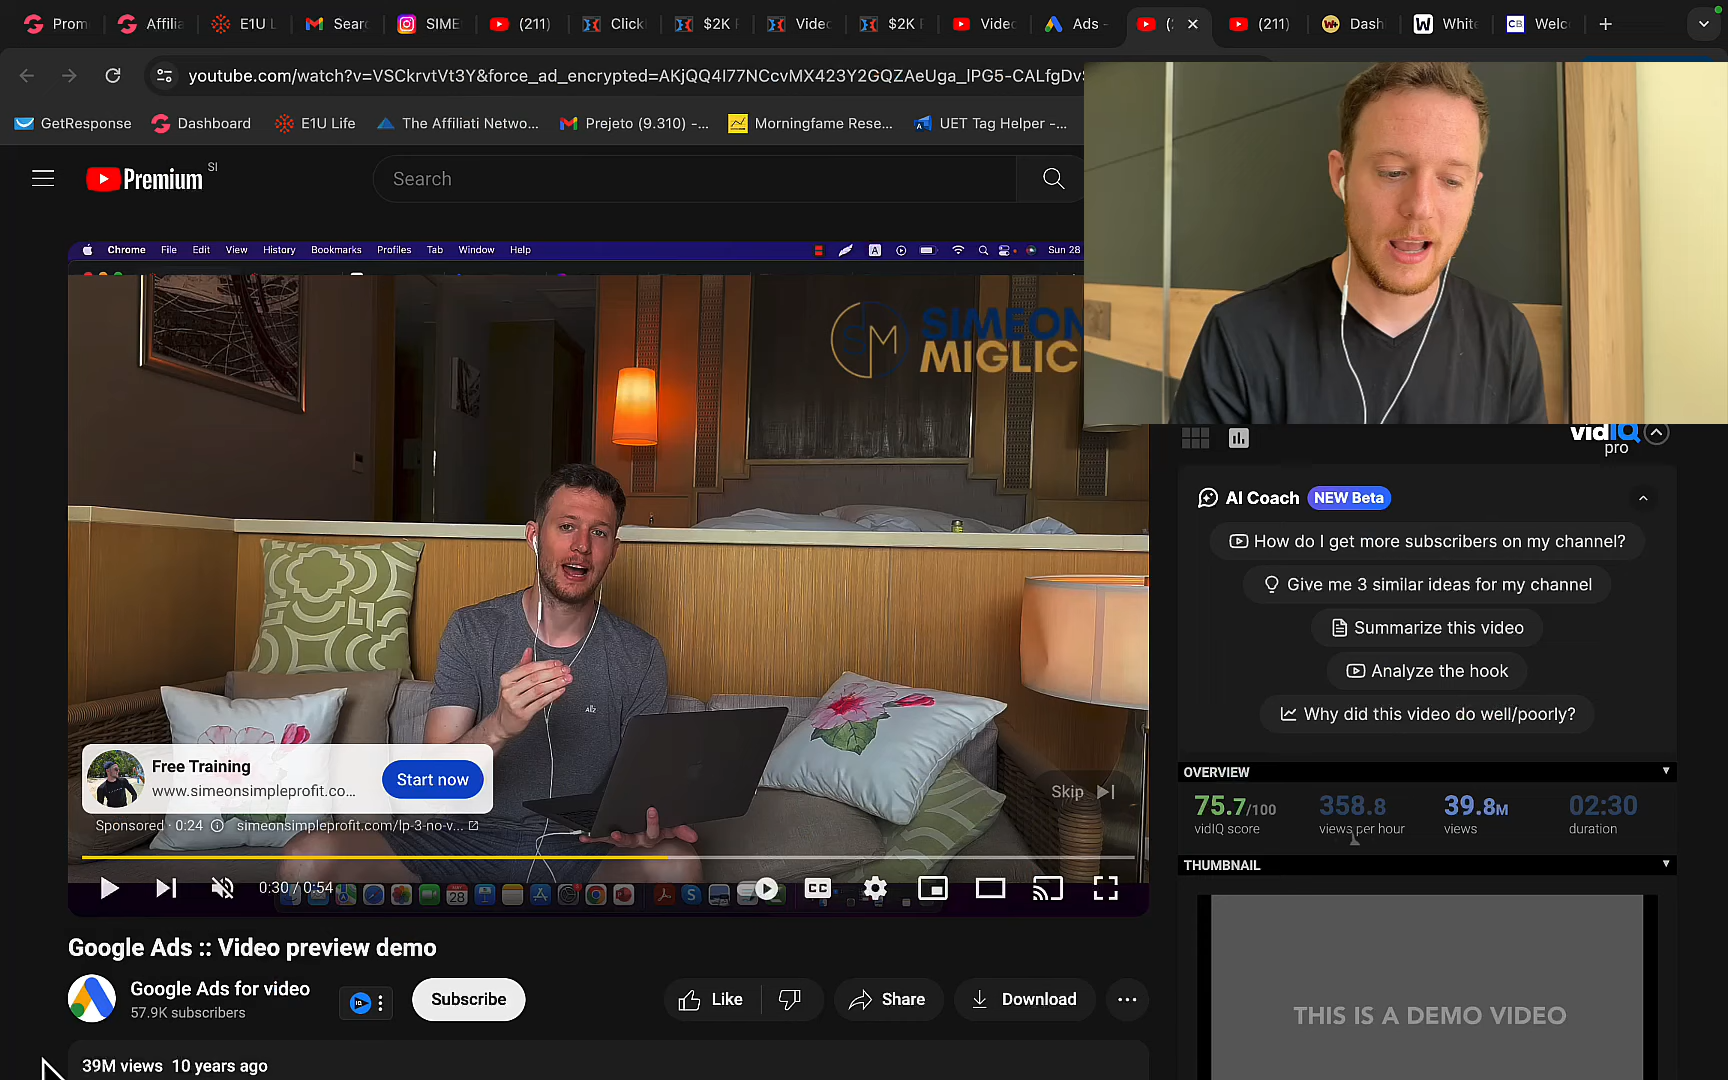 Prom
Affilia
E1U L
Sear
SIME
(211)
Click
$2K
Vide
$2K
Vide
Ads -
(211)
Dash
White
Welc
youtube.com/watch?v=VSCkrvtVt3Y&force_ad_encrypted=AKjQQ4I77NCcvMX423Y2GQZAeUga_lPG5-CALfgDv
GetResponse
Dashboard
E1U Life
The Affiliati Netwo...
Prejeto (9.310) -...
Morningfame Rese...
UET Tag Helper -...
Premium SI
Search
Chrome File Edit View History Bookmarks Profiles Tab Window Help
Sun 28
SM
SIMEON
MIGLIC
vidIQ
pro
AI Coach NEW Beta
How do I get more subscribers on my channel?
Give me 3 similar ideas for my channel
Summarize this video
Analyze the hook
Why did this video do well/poorly?
Free Training
www.simeonsimpleprofit.co...
Start now
Skip
Sponsored · 0:24
simeonsimpleprofit.com/lp-3-no-v...
OVERVIEW
75.7/100 358.8 39.8M 02:30
vidIQ score views per hour views duration
THUMBNAIL
0:30 / 0:54
CC
THIS IS A DEMO VIDEO
Google Ads :: Video preview demo
Google Ads for video
57.9K subscribers
Subscribe
Like
Share
Download
39M views 10 years ago